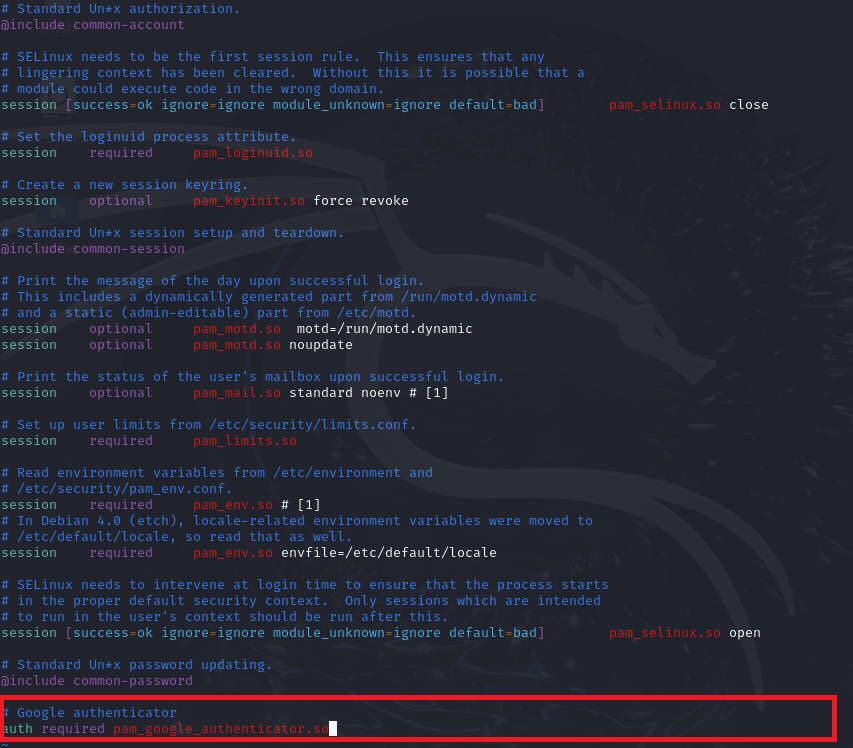 # Standard Un*x authorization.
@include common-account

# SELinux needs to be the first session rule.  This ensures that any
# lingering context has been cleared.  Without this it is possible that a
# module could execute code in the wrong domain.
session [success=ok ignore=ignore module_unknown=ignore default=bad]        pam_selinux.so close

# Set the loginuid process attribute.
session    required     pam_loginuid.so

# Create a new session keyring.
session    optional     pam_keyinit.so force revoke

# Standard Un*x session setup and teardown.
@include common-session

# Print the message of the day upon successful login.
# This includes a dynamically generated part from /run/motd.dynamic
# and a static (admin-editable) part from /etc/motd.
session    optional     pam_motd.so  motd=/run/motd.dynamic
session    optional     pam_motd.so noupdate

# Print the status of the user's mailbox upon successful login.
session    optional     pam_mail.so standard noenv # [1]

# Set up user limits from /etc/security/limits.conf.
session    required     pam_limits.so

# Read environment variables from /etc/environment and
# /etc/security/pam_env.conf.
session    required     pam_env.so # [1]
# In Debian 4.0 (etch), locale-related environment variables were moved to
# /etc/default/locale, so read that as well.
session    required     pam_env.so envfile=/etc/default/locale

# SELinux needs to intervene at login time to ensure that the process starts
# in the proper default security context.  Only sessions which are intended
# to run in the user's context should be run after this.
session [success=ok ignore=ignore module_unknown=ignore default=bad]        pam_selinux.so open

# Standard Un*x password updating.
@include common-password

# Google authenticator
auth required pam_google_authenticator.so
~